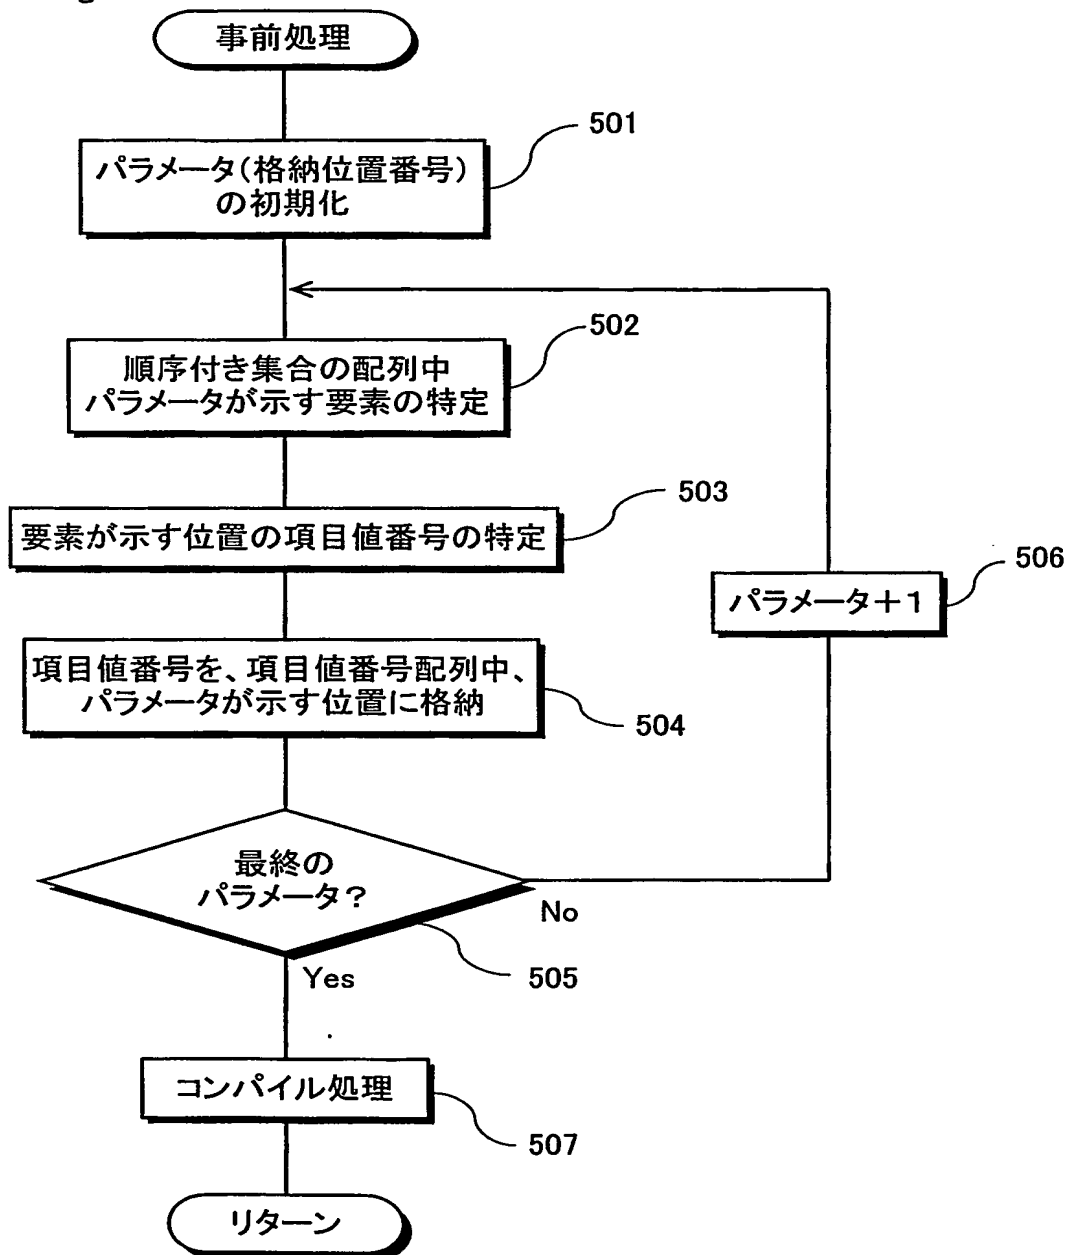 事前処理
501
パラメータ(格納位置番号)
の初期化
502
順序付き集合の配列中
パラメータが示す要素の特定
503
要素が示す位置の項目値番号の特定
506
パラメータ+1
項目値番号を、項目値番号配列中、
パラメータが示す位置に格納
504
最終の
パラメータ?
No
505
Yes
コンパイル処理
507
リターン